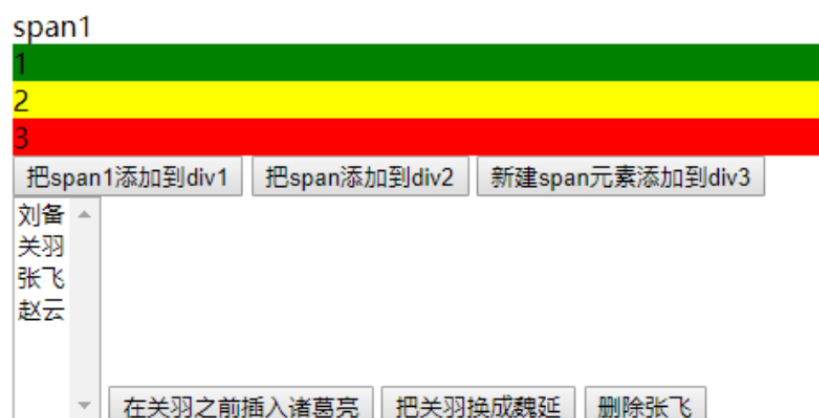 span1
1
2
3
把span1添加到div1 把span添加到div2 新建span元素添加到div3
刘备
关羽
张飞
赵云
在关羽之前插入诸葛亮 把关羽换成魏延 删除张飞